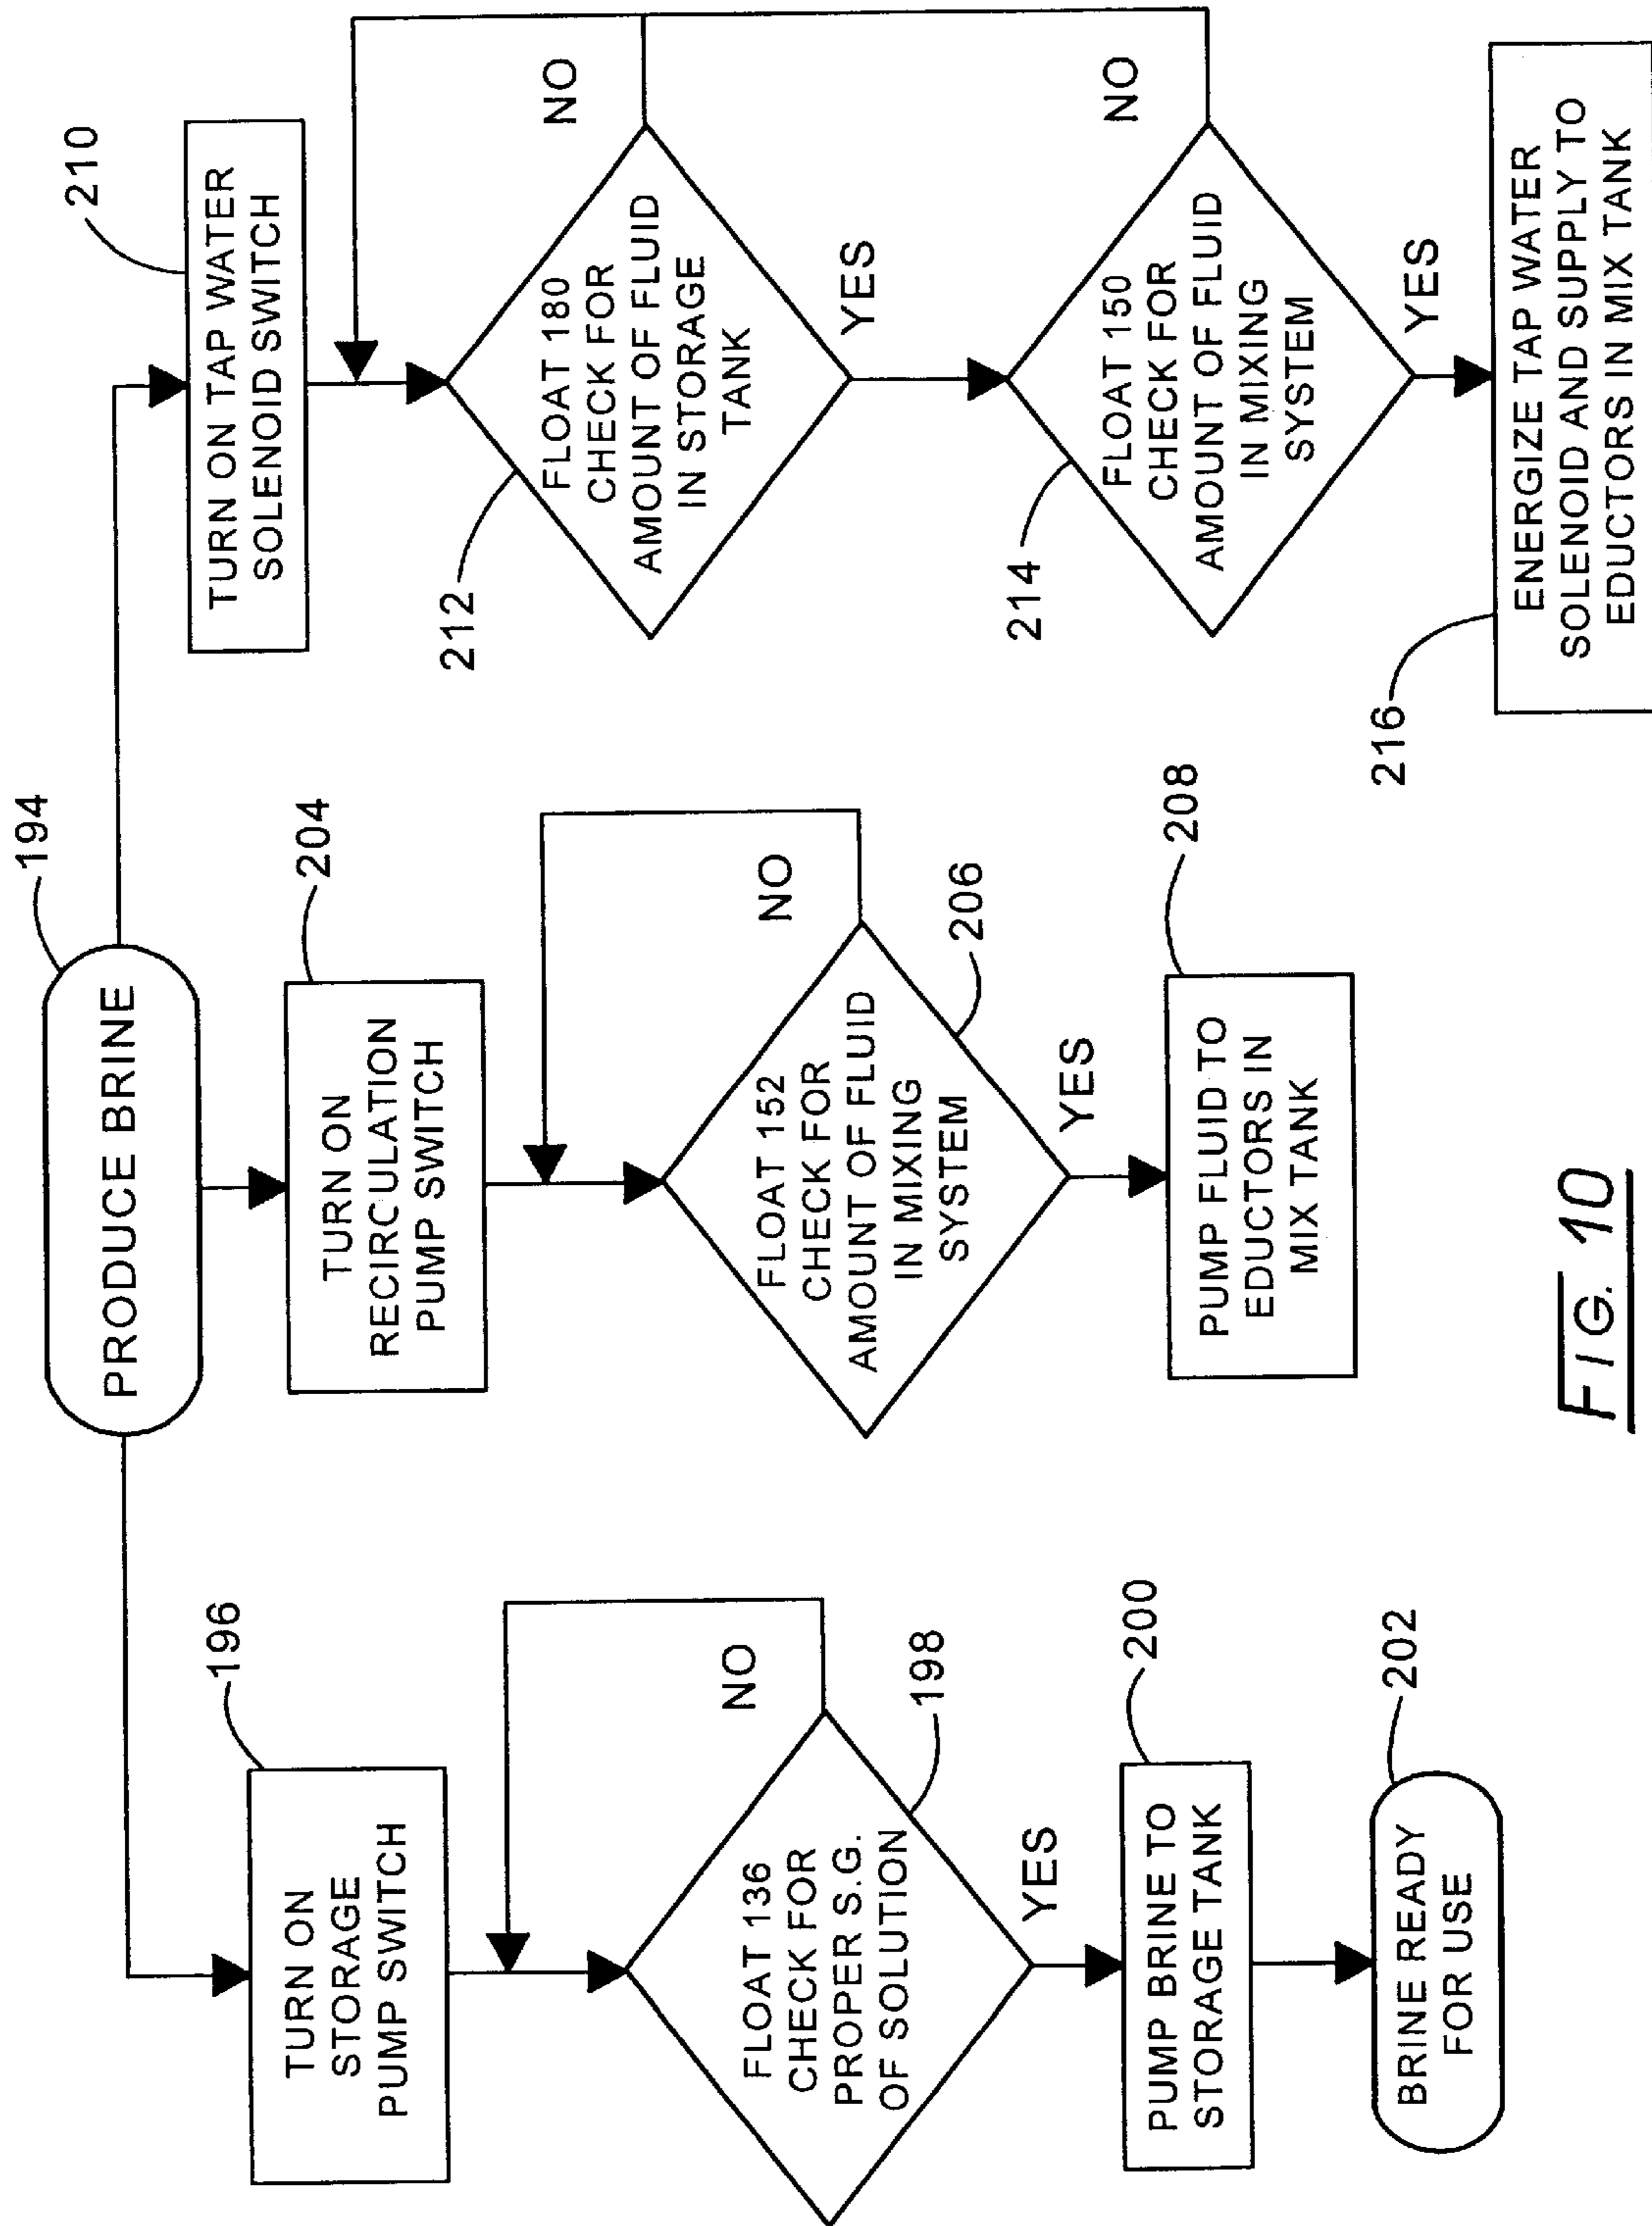 194
PRODUCE BRINE
196
TURN ON
STORAGE
PUMP SWITCH
NO
FLOAT 136
CHECK FOR
PROPER S.G.
OF SOLUTION
198
YES
200
PUMP BRINE TO
STORAGE TANK
202
BRINE READY
FOR USE
204
TURN ON
RECIRCULATION
PUMP SWITCH
NO
FLOAT 152
CHECK FOR
AMOUNT OF FLUID
IN MIXING
SYSTEM
206
YES
208
PUMP FLUID TO
EDUCTORS IN
MIX TANK
210
TURN ON TAP WATER
SOLENOID SWITCH
NO
212
FLOAT 180
CHECK FOR
AMOUNT OF FLUID
IN STORAGE
TANK
YES
NO
214
FLOAT 150
CHECK FOR
AMOUNT OF FLUID
IN MIXING
SYSTEM
YES
216
ENERGIZE TAP WATER
SOLENOID AND SUPPLY TO
EDUCTORS IN MIX TANK
FIG. 10